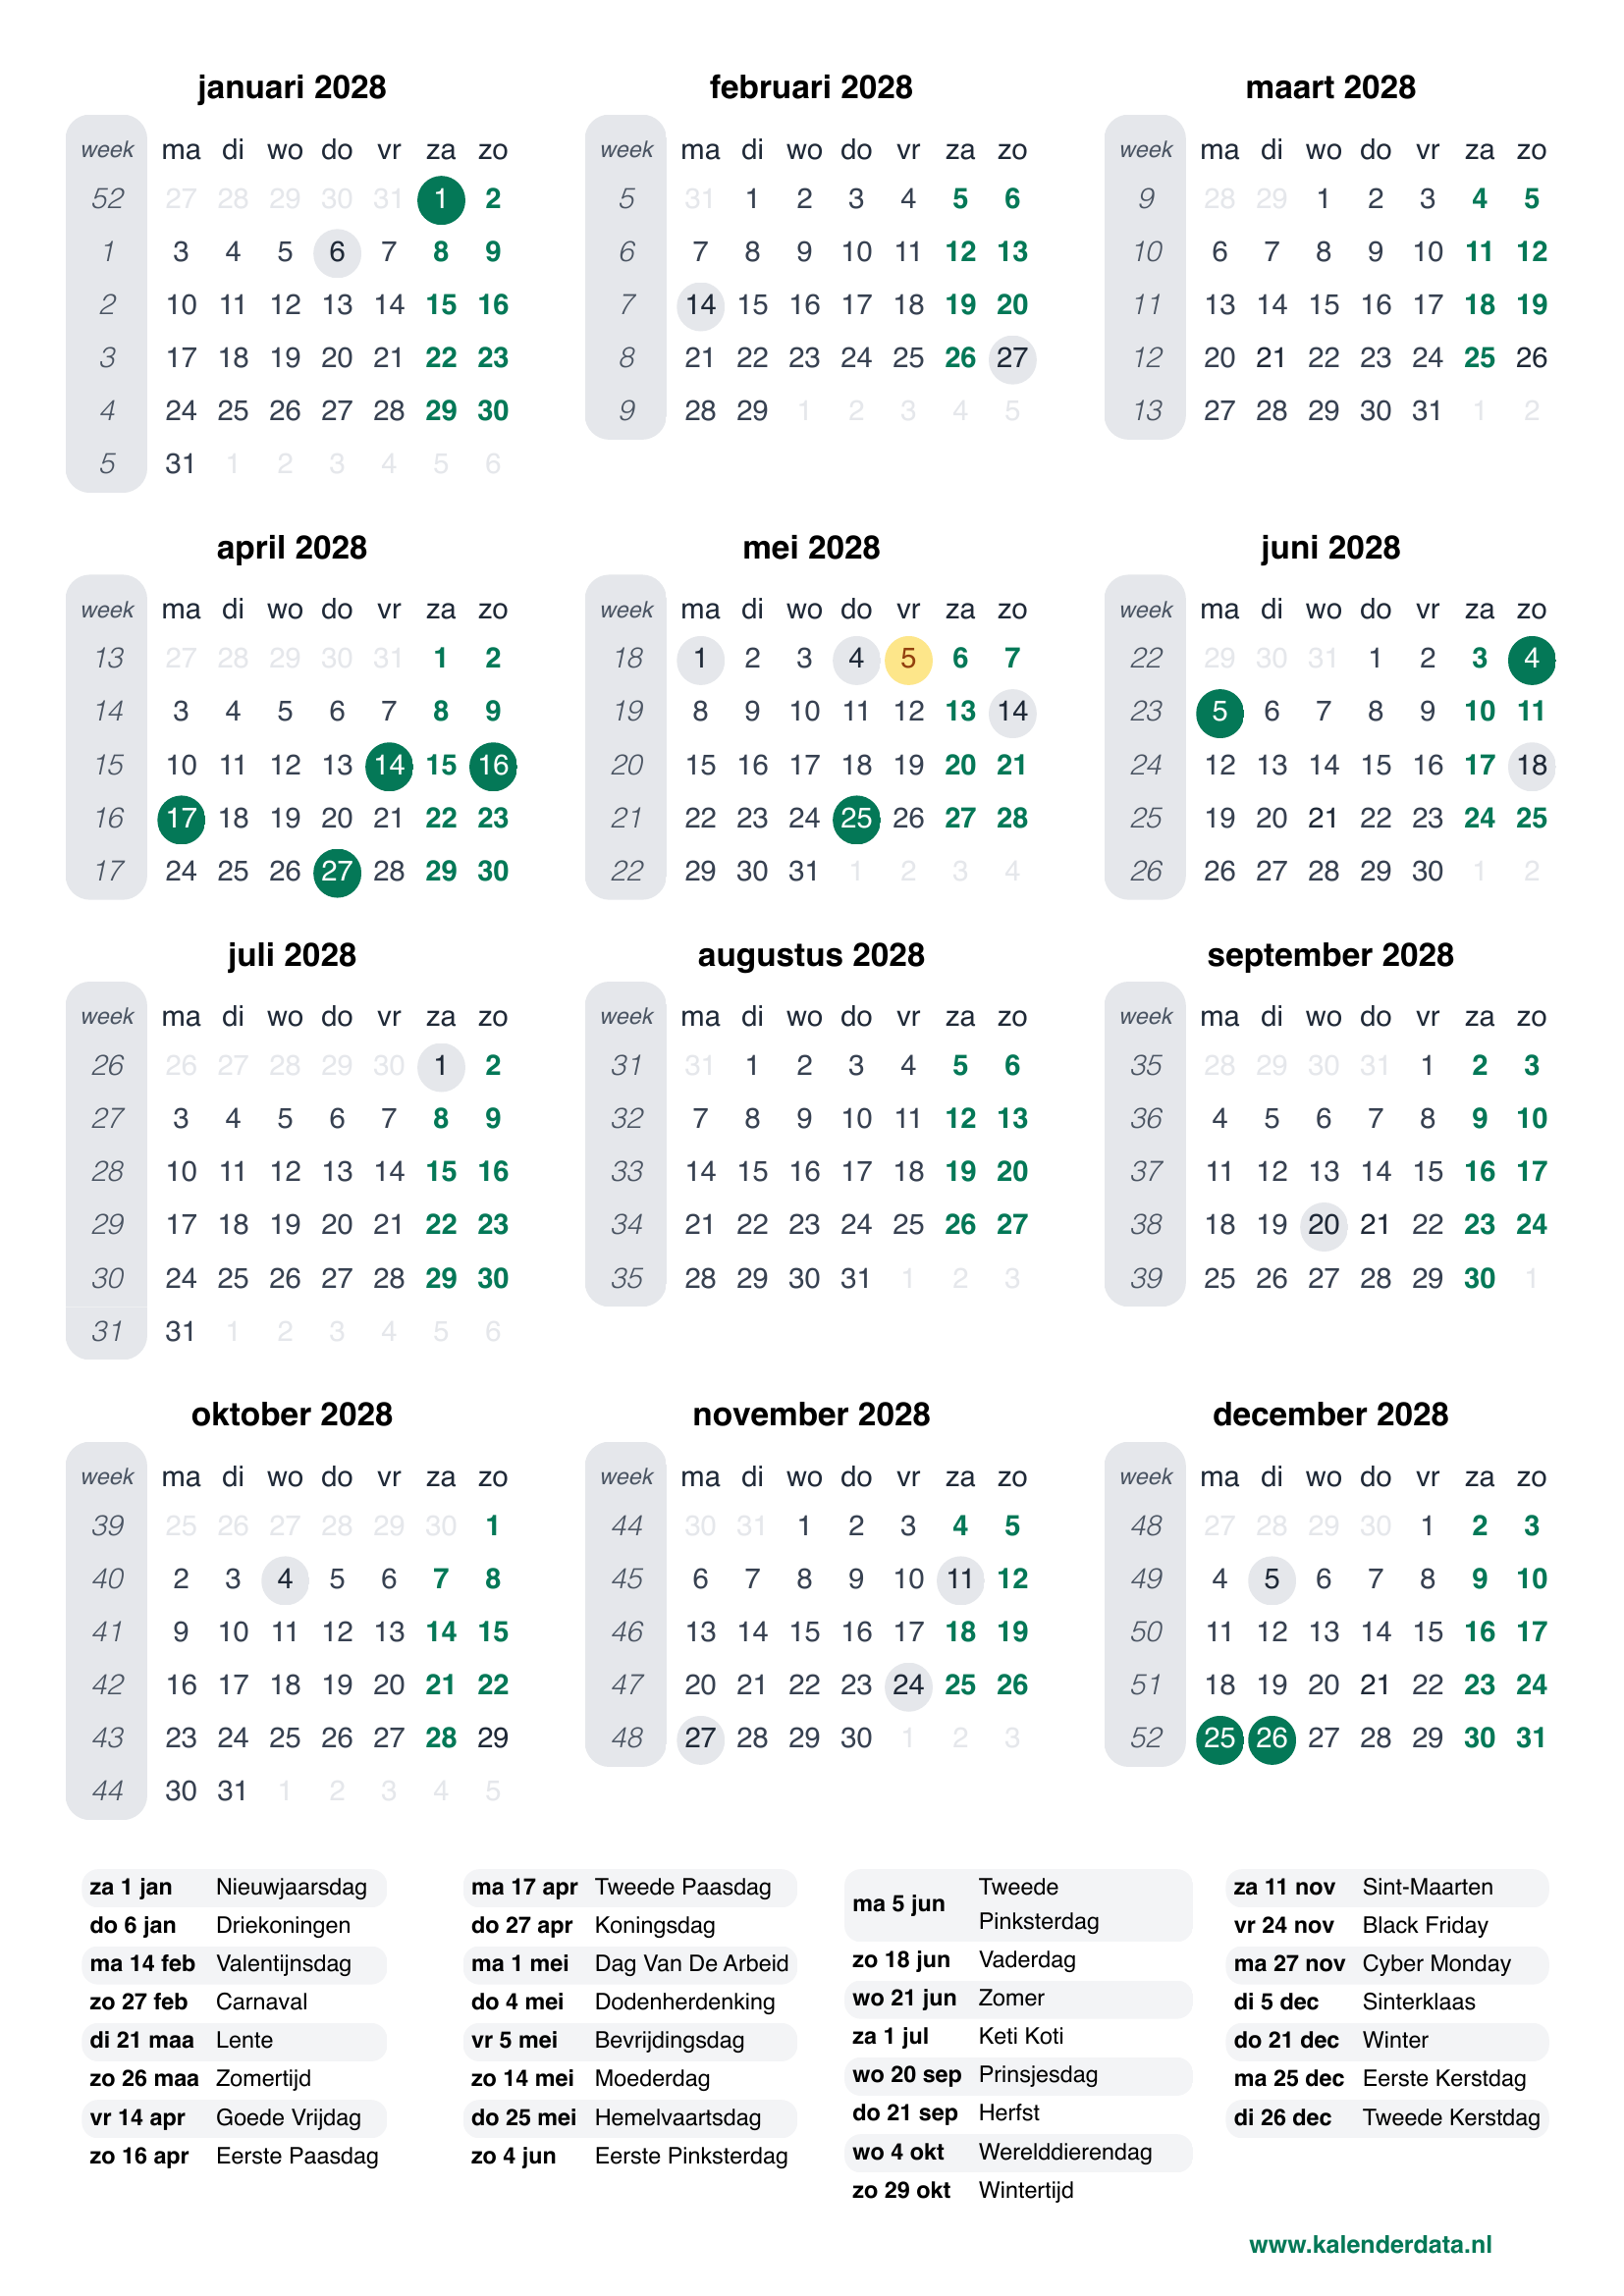 januari 2028
week ma di wo do vr za zo
52 27 28 29 30 31 1 2
1 3 4 5 6 7 8 9
2 10 11 12 13 14 15 16
3 17 18 19 20 21 22 23
4 24 25 26 27 28 29 30
5 31 1 2 3 4 5 6
februari 2028
week ma di wo do vr za zo
5 31 1 2 3 4 5 6
6 7 8 9 10 11 12 13
7 14 15 16 17 18 19 20
8 21 22 23 24 25 26 27
9 28 29 1 2 3 4 5
maart 2028
week ma di wo do vr za zo
9 28 29 1 2 3 4 5
10 6 7 8 9 10 11 12
11 13 14 15 16 17 18 19
12 20 21 22 23 24 25 26
13 27 28 29 30 31 1 2
april 2028
week ma di wo do vr za zo
13 27 28 29 30 31 1 2
14 3 4 5 6 7 8 9
15 10 11 12 13 14 15 16
16 17 18 19 20 21 22 23
17 24 25 26 27 28 29 30
mei 2028
week ma di wo do vr za zo
18 1 2 3 4 5 6 7
19 8 9 10 11 12 13 14
20 15 16 17 18 19 20 21
21 22 23 24 25 26 27 28
22 29 30 31 1 2 3 4
juni 2028
week ma di wo do vr za zo
22 29 30 31 1 2 3 4
23 5 6 7 8 9 10 11
24 12 13 14 15 16 17 18
25 19 20 21 22 23 24 25
26 26 27 28 29 30 1 2
juli 2028
week ma di wo do vr za zo
26 26 27 28 29 30 1 2
27 3 4 5 6 7 8 9
28 10 11 12 13 14 15 16
29 17 18 19 20 21 22 23
30 24 25 26 27 28 29 30
31 31 1 2 3 4 5 6
augustus 2028
week ma di wo do vr za zo
31 31 1 2 3 4 5 6
32 7 8 9 10 11 12 13
33 14 15 16 17 18 19 20
34 21 22 23 24 25 26 27
35 28 29 30 31 1 2 3
september 2028
week ma di wo do vr za zo
35 28 29 30 31 1 2 3
36 4 5 6 7 8 9 10
37 11 12 13 14 15 16 17
38 18 19 20 21 22 23 24
39 25 26 27 28 29 30 1
oktober 2028
week ma di wo do vr za zo
39 25 26 27 28 29 30 1
40 2 3 4 5 6 7 8
41 9 10 11 12 13 14 15
42 16 17 18 19 20 21 22
43 23 24 25 26 27 28 29
44 30 31 1 2 3 4 5
november 2028
week ma di wo do vr za zo
44 30 31 1 2 3 4 5
45 6 7 8 9 10 11 12
46 13 14 15 16 17 18 19
47 20 21 22 23 24 25 26
48 27 28 29 30 1 2 3
december 2028
week ma di wo do vr za zo
48 27 28 29 30 1 2 3
49 4 5 6 7 8 9 10
50 11 12 13 14 15 16 17
51 18 19 20 21 22 23 24
52 25 26 27 28 29 30 31
za 1 jan Nieuwjaarsdag
do 6 jan Driekoningen
ma 14 feb Valentijnsdag
zo 27 feb Carnaval
di 21 maa Lente
zo 26 maa Zomertijd
vr 14 apr Goede Vrijdag
zo 16 apr Eerste Paasdag
ma 17 apr Tweede Paasdag
do 27 apr Koningsdag
ma 1 mei Dag Van De Arbeid
do 4 mei Dodenherdenking
vr 5 mei Bevrijdingsdag
zo 14 mei Moederdag
do 25 mei Hemelvaartsdag
zo 4 jun Eerste Pinksterdag
ma 5 jun Tweede
Pinksterdag
zo 18 jun Vaderdag
wo 21 jun Zomer
za 1 jul Keti Koti
wo 20 sep Prinsjesdag
do 21 sep Herfst
wo 4 okt Werelddierendag
zo 29 okt Wintertijd
za 11 nov Sint-Maarten
vr 24 nov Black Friday
ma 27 nov Cyber Monday
di 5 dec Sinterklaas
do 21 dec Winter
ma 25 dec Eerste Kerstdag
di 26 dec Tweede Kerstdag
www.kalenderdata.nl